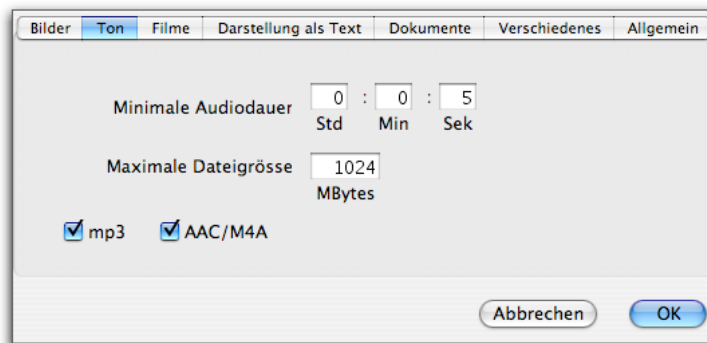 Bilder Ton Filme Darstellung als Text Dokumente Verschiedenes Allgemein
Minimale Audiodauer 0 : 0 : 5
Std Min Sek
Maximale Dateigrösse 1024
MBytes
mp3 AAC/M4A
Abbrechen OK